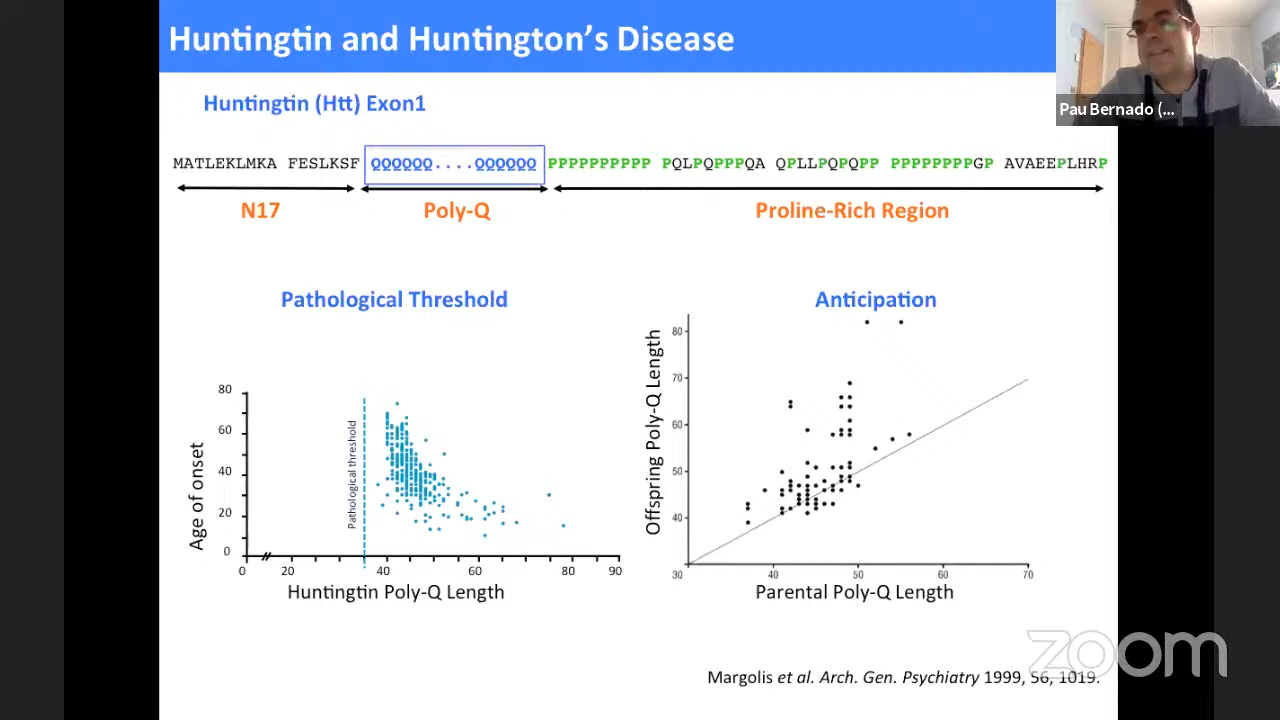 Huntingtin and Huntington's Disease
Pau Bernado (...
Huntingtin (Htt) Exon1
MATLEKLMKA FESLKSF QQQQQQ....QQQQQQ PPPPPPPPPP PQLPQPPPQA QPLLPQPQPP PPPPPPPPGP AVAEEPLHRP
N17 Poly-Q Proline-Rich Region
Pathological Threshold
Age of onset
80
60
40
20
0
Pathological threshold
0 20 40 60 80 90
Huntingtin Poly-Q Length
Anticipation
Offspring Poly-Q Length
80
70
60
50
40
30 40 50 60 70
Parental Poly-Q Length
zoom
Margolis et al. Arch. Gen. Psychiatry 1999, 56, 1019.